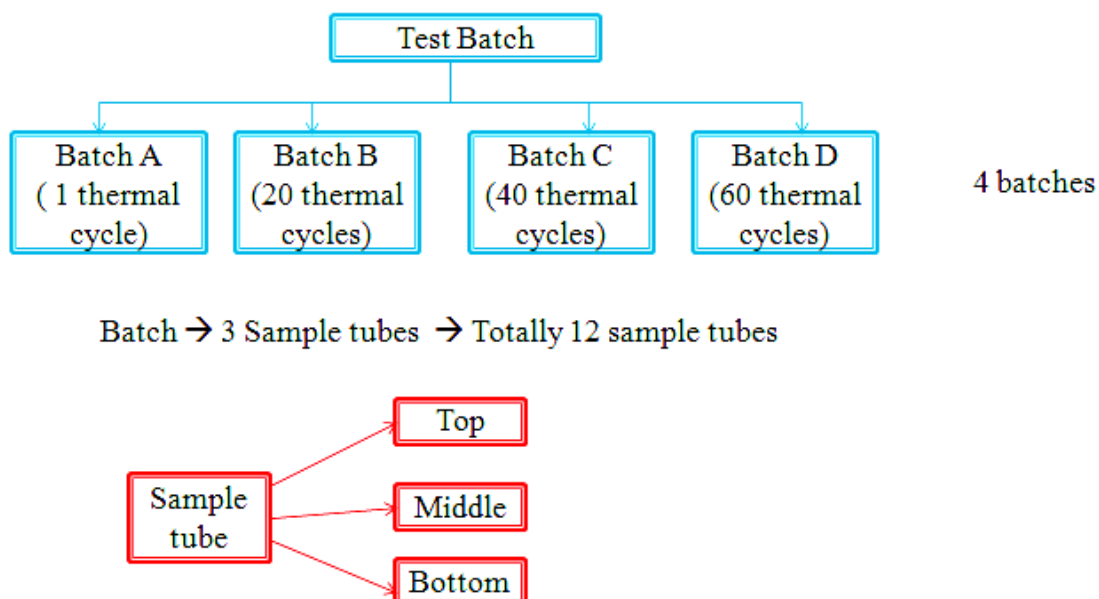 Test Batch
Batch A
( 1 thermal
cycle)
Batch B
(20 thermal
cycles)
Batch C
(40 thermal
cycles)
Batch D
(60 thermal
cycles)
4 batches
Batch → 3 Sample tubes → Totally 12 sample tubes
Sample
tube
Top
Middle
Bottom